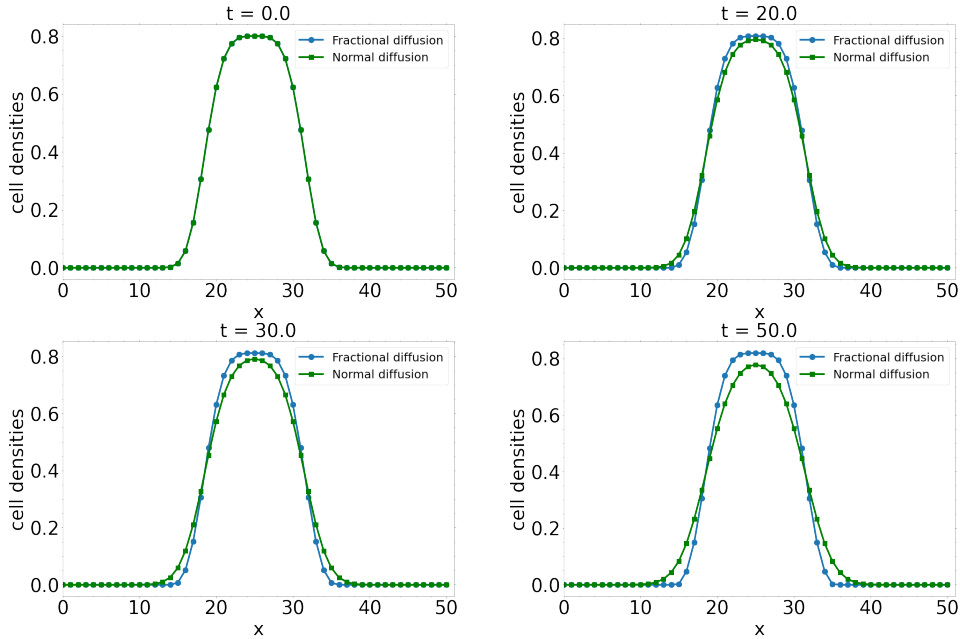 t = 0.0
Fractional diffusion
Normal diffusion
cell densities
0.8
0.6
0.4
0.2
0.0
0 10 20 30 40 50
x
t = 20.0
Fractional diffusion
Normal diffusion
cell densities
0.8
0.6
0.4
0.2
0.0
0 10 20 30 40 50
x
t = 30.0
Fractional diffusion
Normal diffusion
cell densities
0.8
0.6
0.4
0.2
0.0
0 10 20 30 40 50
x
t = 50.0
Fractional diffusion
Normal diffusion
cell densities
0.8
0.6
0.4
0.2
0.0
0 10 20 30 40 50
x